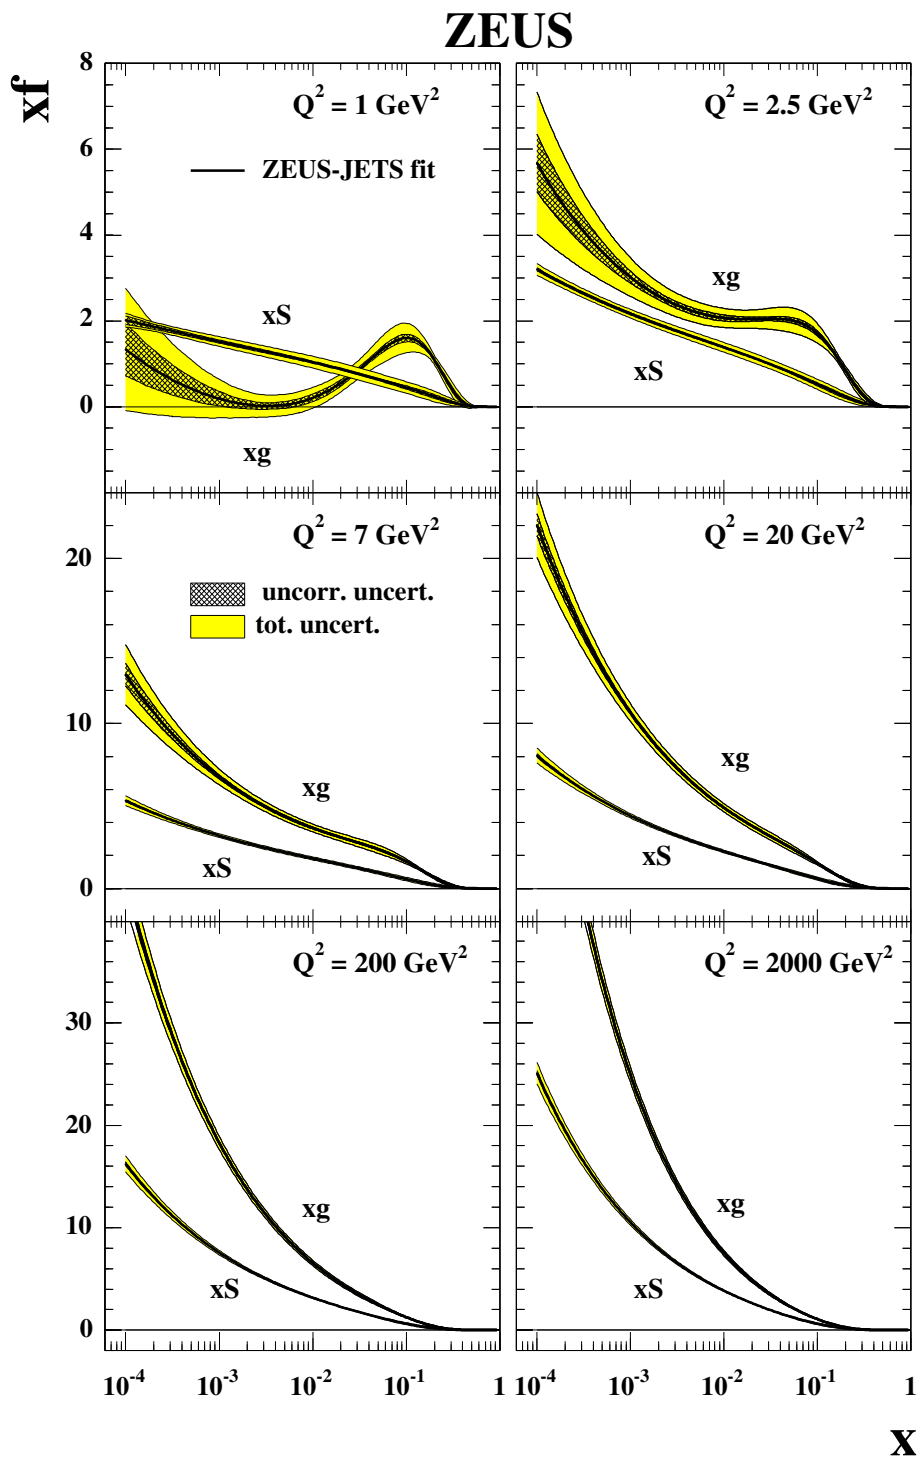 ZEUS
xf
8
6
4
2
0
Q² = 1 GeV²
ZEUS-JETS fit
xS
xg
Q² = 2.5 GeV²
xg
xS
20
10
0
Q² = 7 GeV²
uncorr. uncert.
tot. uncert.
xg
xS
Q² = 20 GeV²
xg
xS
30
20
10
0
Q² = 200 GeV²
xg
xS
Q² = 2000 GeV²
xg
xS
10⁻⁴ 10⁻³ 10⁻² 10⁻¹ 1 10⁻⁴ 10⁻³ 10⁻² 10⁻¹ 1
x